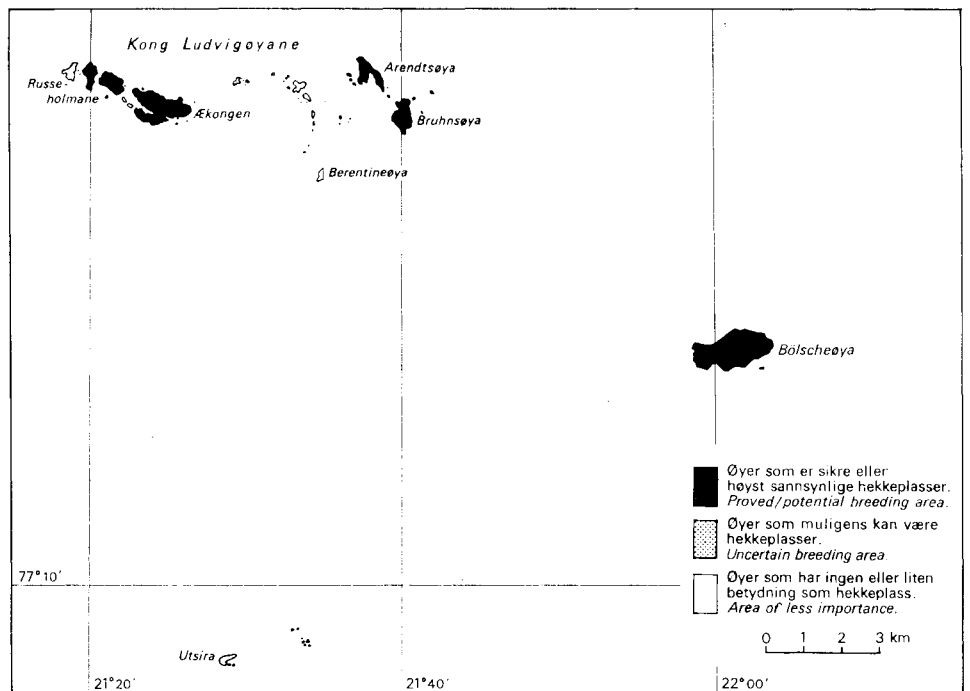 Kong Ludvigøyane
Russe-
holmane
Ækongen
Arendtsøya
Bruhnsøya
Berentineøya
Bölscheøya
Øyer som er sikre eller
høyst sannsynlige hekkeplasser.
Proved/potential breeding area.
Øyer som muligens kan være
hekkeplasser.
Uncertain breeding area.
Øyer som har ingen eller liten
betydning som hekkeplass.
Area of less importance.
0 1 2 3 km
77°10'
Utsira
21°20' 21°40' 22°00'